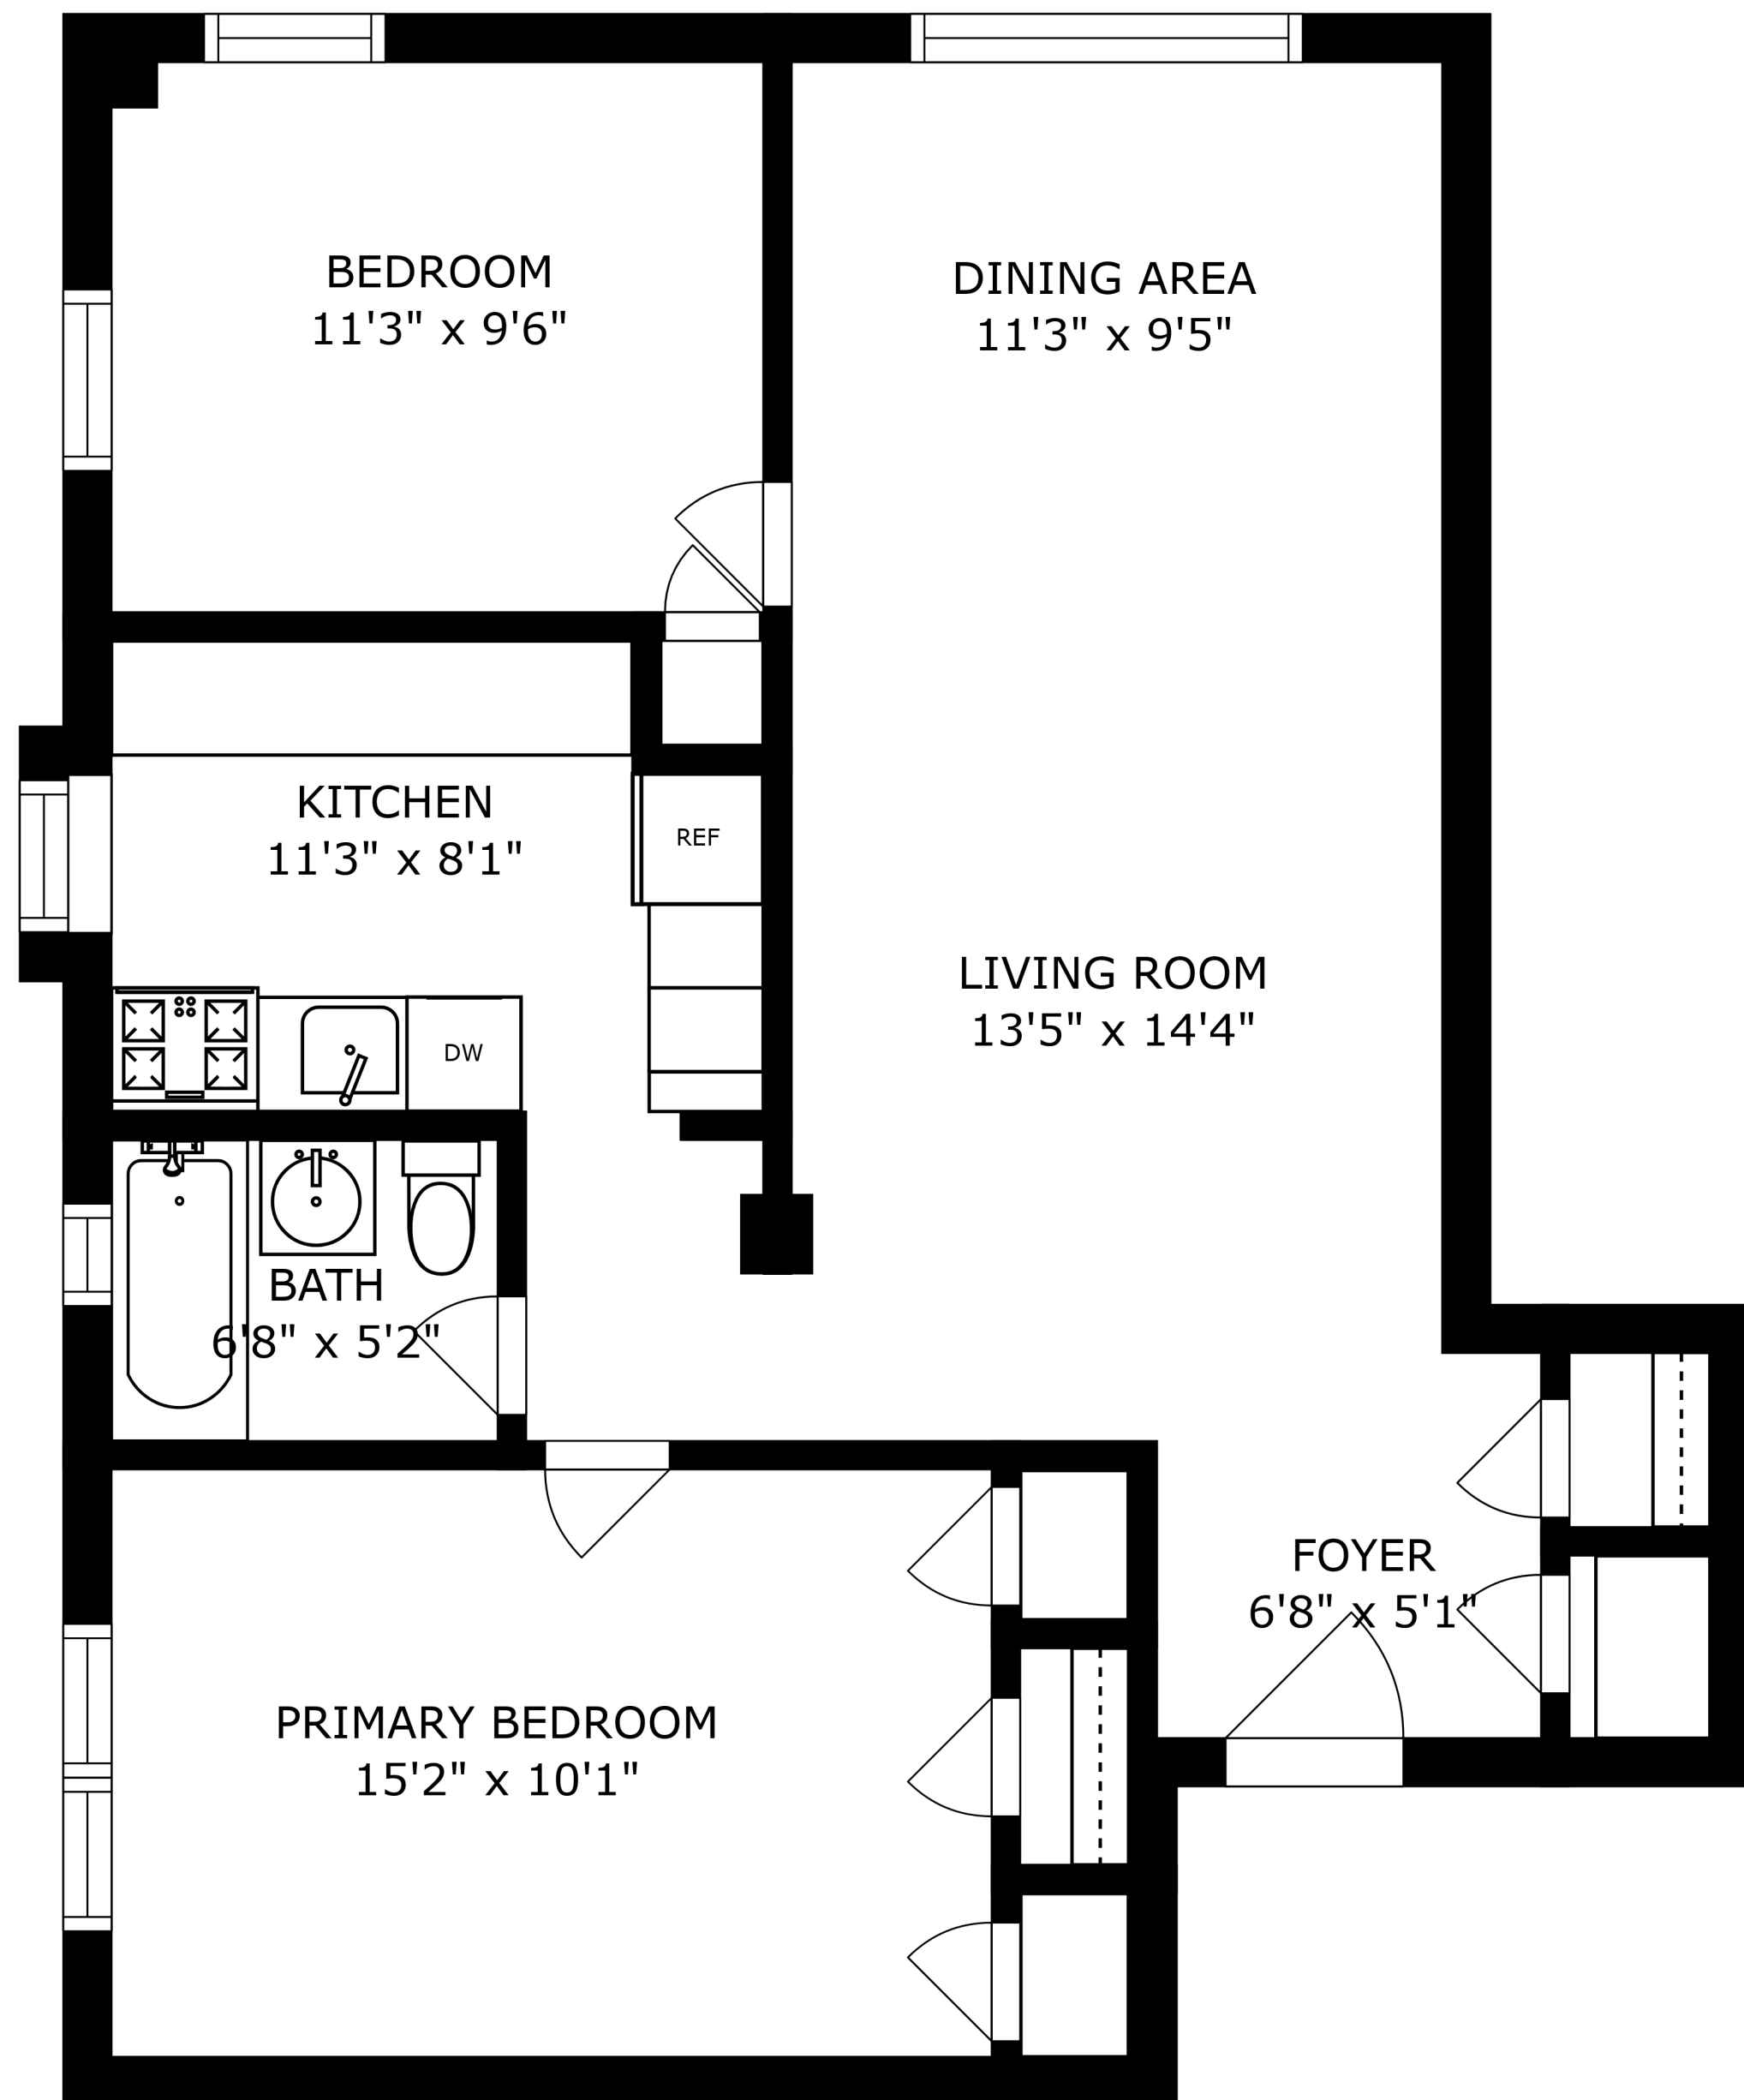 BEDROOM
11'3" x 9'6"
DINING AREA
11'3" x 9'5"
KITCHEN
11'3" x 8'1"
REF
LIVING ROOM
13'5" x 14'4"
DW
BATH
6'8" x 5'2"
FOYER
6'8" x 5'1"
PRIMARY BEDROOM
15'2" x 10'1"